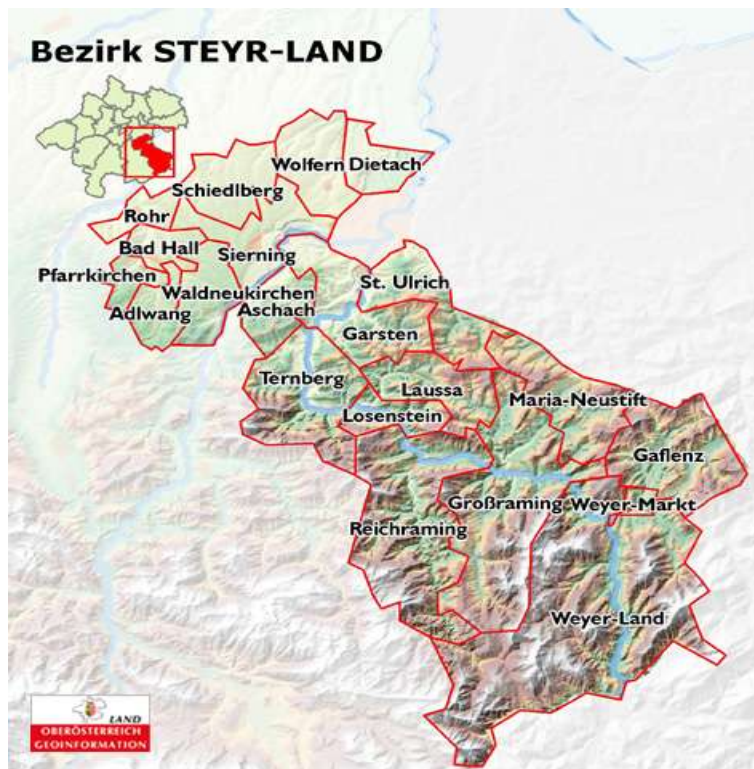 Bezirk STEYR-LAND
Wolfern Dietach
Schiedlberg
Rohr
Bad Hall
Sierning
Pfarrkirchen
St. Ulrich
Waldneukirchen
Adlwang
Aschach
Garsten
Ternberg
Laussa
Maria-Neustift
Losenstein
Gaflenz
Großraming
Weyer-Markt
Reichraming
Weyer-Land
LAND
OBERÖSTERREICH
GEOINFORMATION